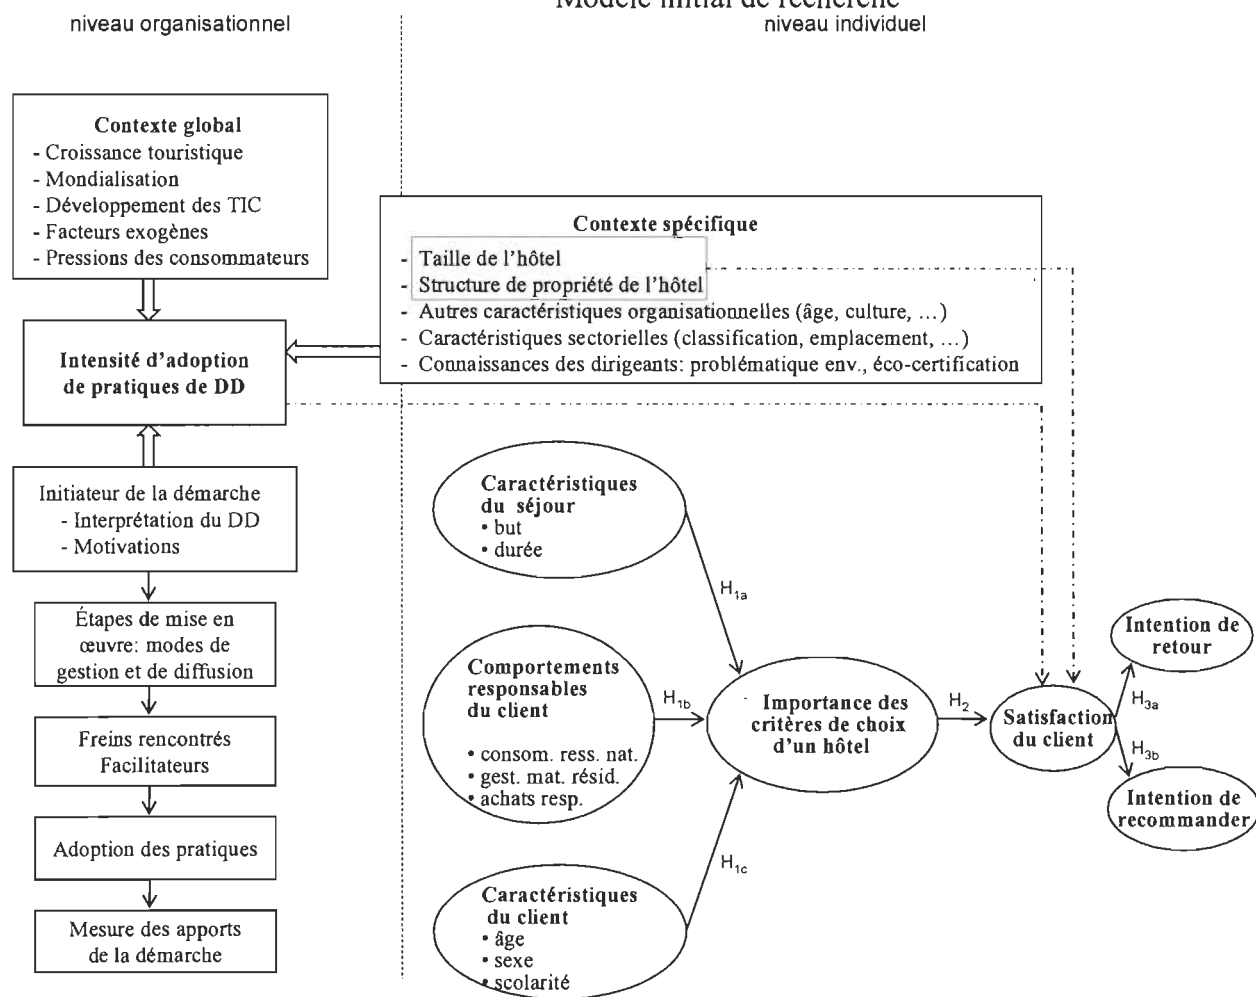 Modèle initial de recherche
niveau organisationnel
niveau individuel
Contexte global
- Croissance touristique
- Mondialisation
- Développement des TIC
- Facteurs exogènes
- Pressions des consommateurs
Contexte spécifique
- Taille de l'hôtel
- Structure de propriété de l'hôtel
- Autres caractéristiques organisationnelles (âge, culture, ...)
- Caractéristiques sectorielles (classification, emplacement, ...)
- Connaissances des dirigeants: problématique env., éco-certification
Intensité d'adoption
de pratiques de DD
Initiateur de la démarche
- Interprétation du DD
- Motivations
Étapes de mise en
œuvre: modes de
gestion et de diffusion
Freins rencontrés
Facilitateurs
Adoption des pratiques
Mesure des apports
de la démarche
Caractéristiques
du séjour
• but
• durée
H1a
Comportements
responsables
du client
• consom. ress. nat.
• gest. mat. résid.
• achats resp.
H1b
Caractéristiques
du client
• âge
• sexe
• scolarité
H1c
Importance des
critères de choix
d'un hôtel
H2
Satisfaction
du client
H3a
H3b
Intention de
retour
Intention de
recommander